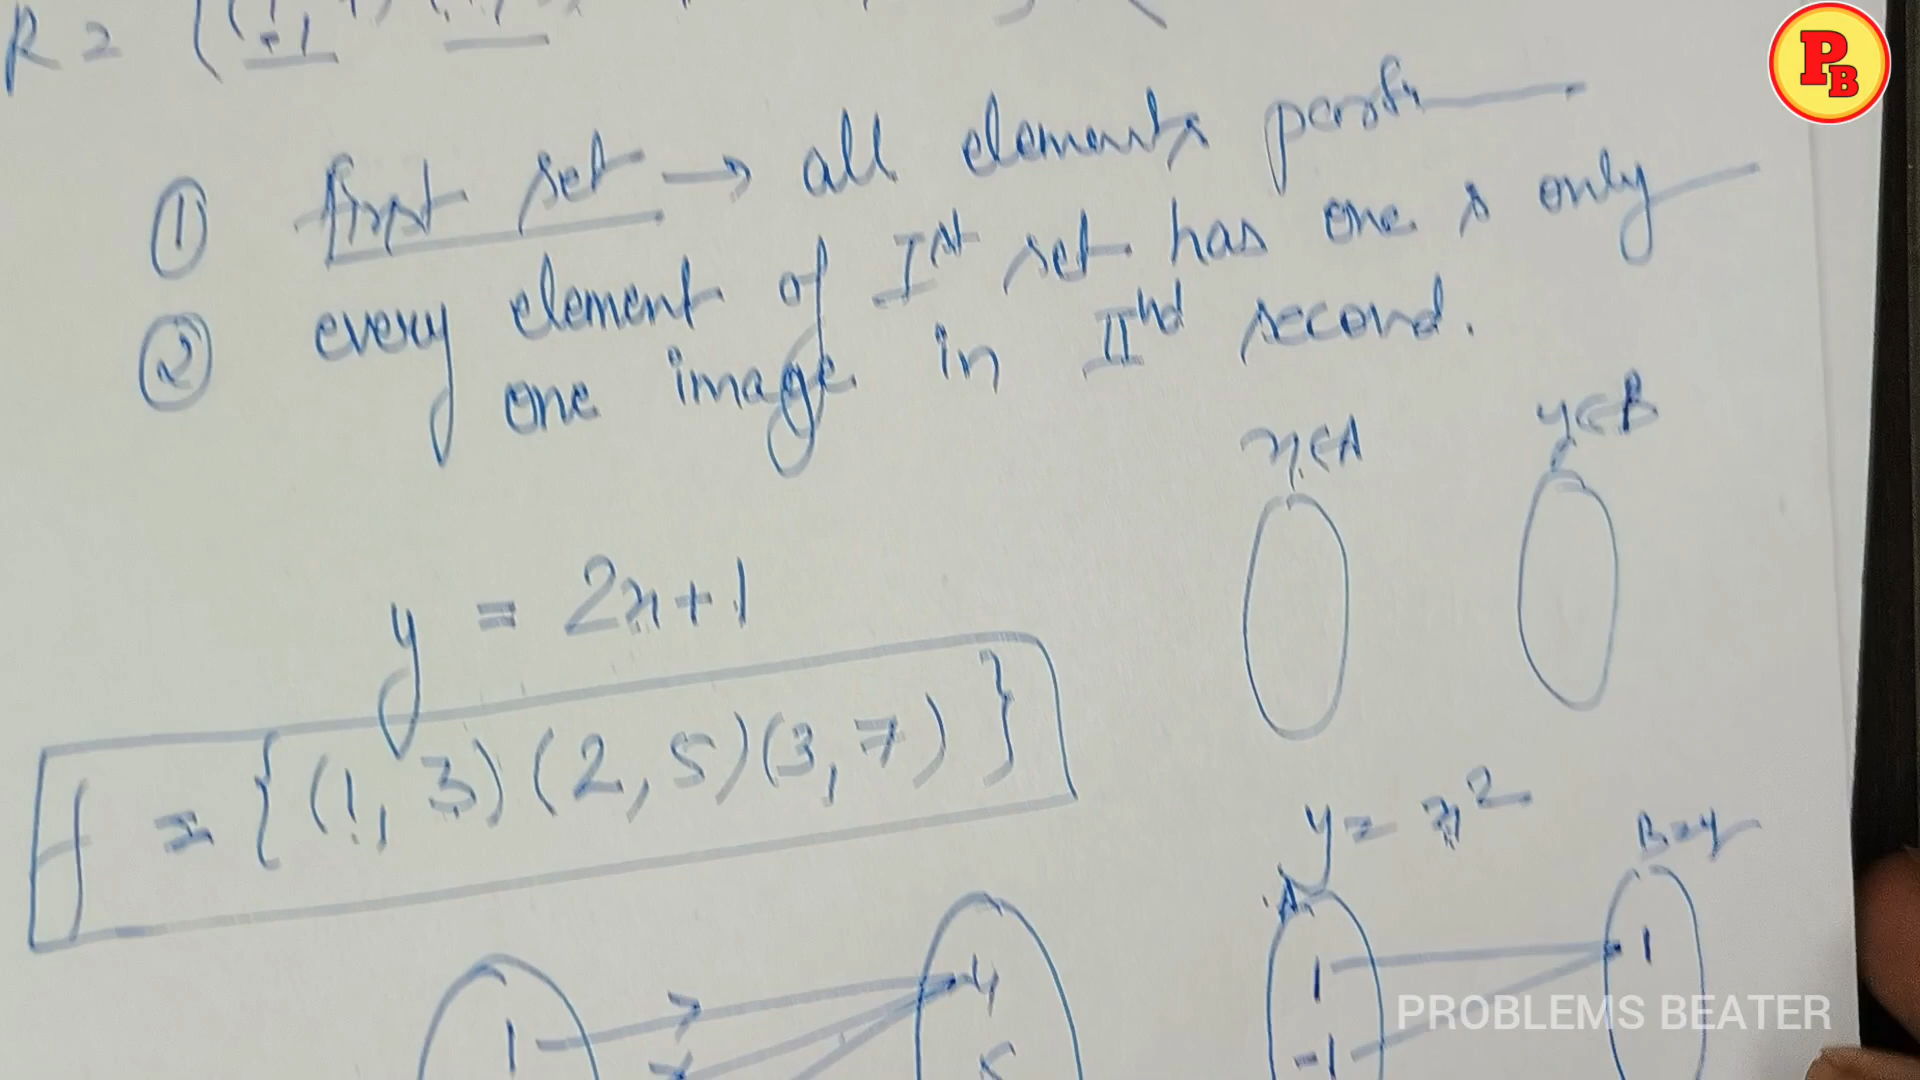 R =
① first set → all elements
② every element of Ist set has one & only
one image in IInd second.
x ∈ A y ∈ B
y = 2x+1
f = {(1, 3) (2, 5) (3, 7)}
y = x² B = y
A
1 4
5
1 1
-1
PB
PROBLEMS BEATER